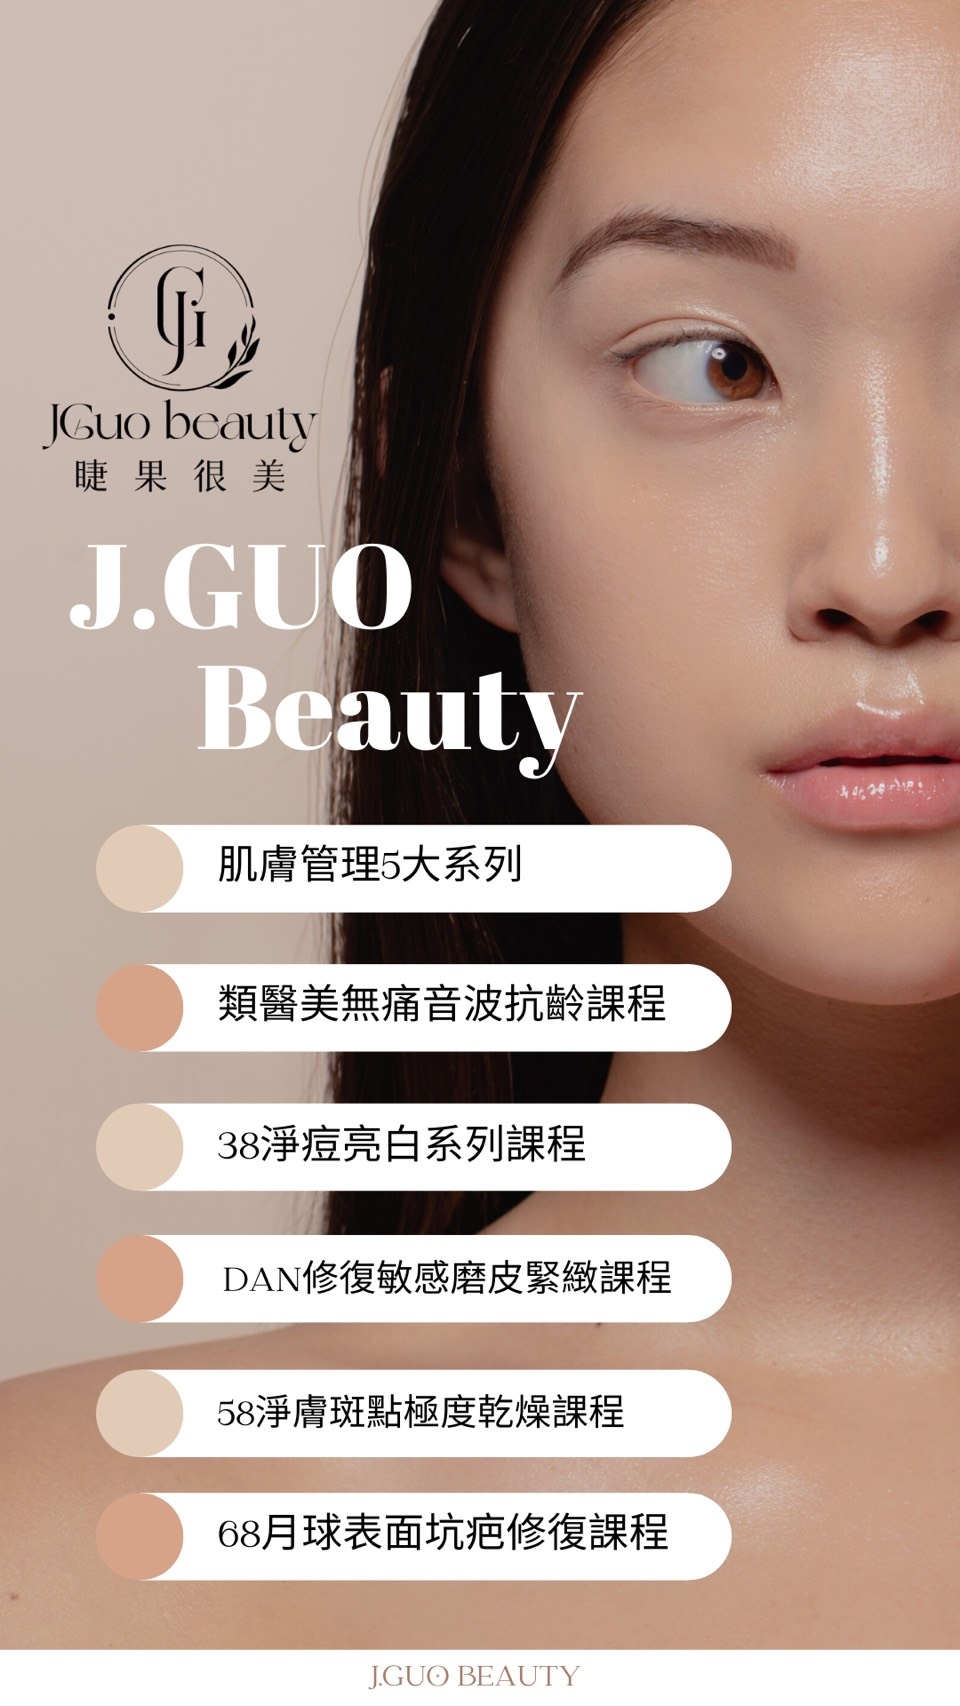 JGuo beauty
睫果很美
J.GUO
Beauty
肌膚管理5大系列
類醫美無痛音波抗齡課程
38淨痘亮白系列課程
DAN修復敏感磨皮緊緻課程
58淨膚斑點極度乾燥課程
68月球表面坑疤修復課程
J.GUO BEAUTY